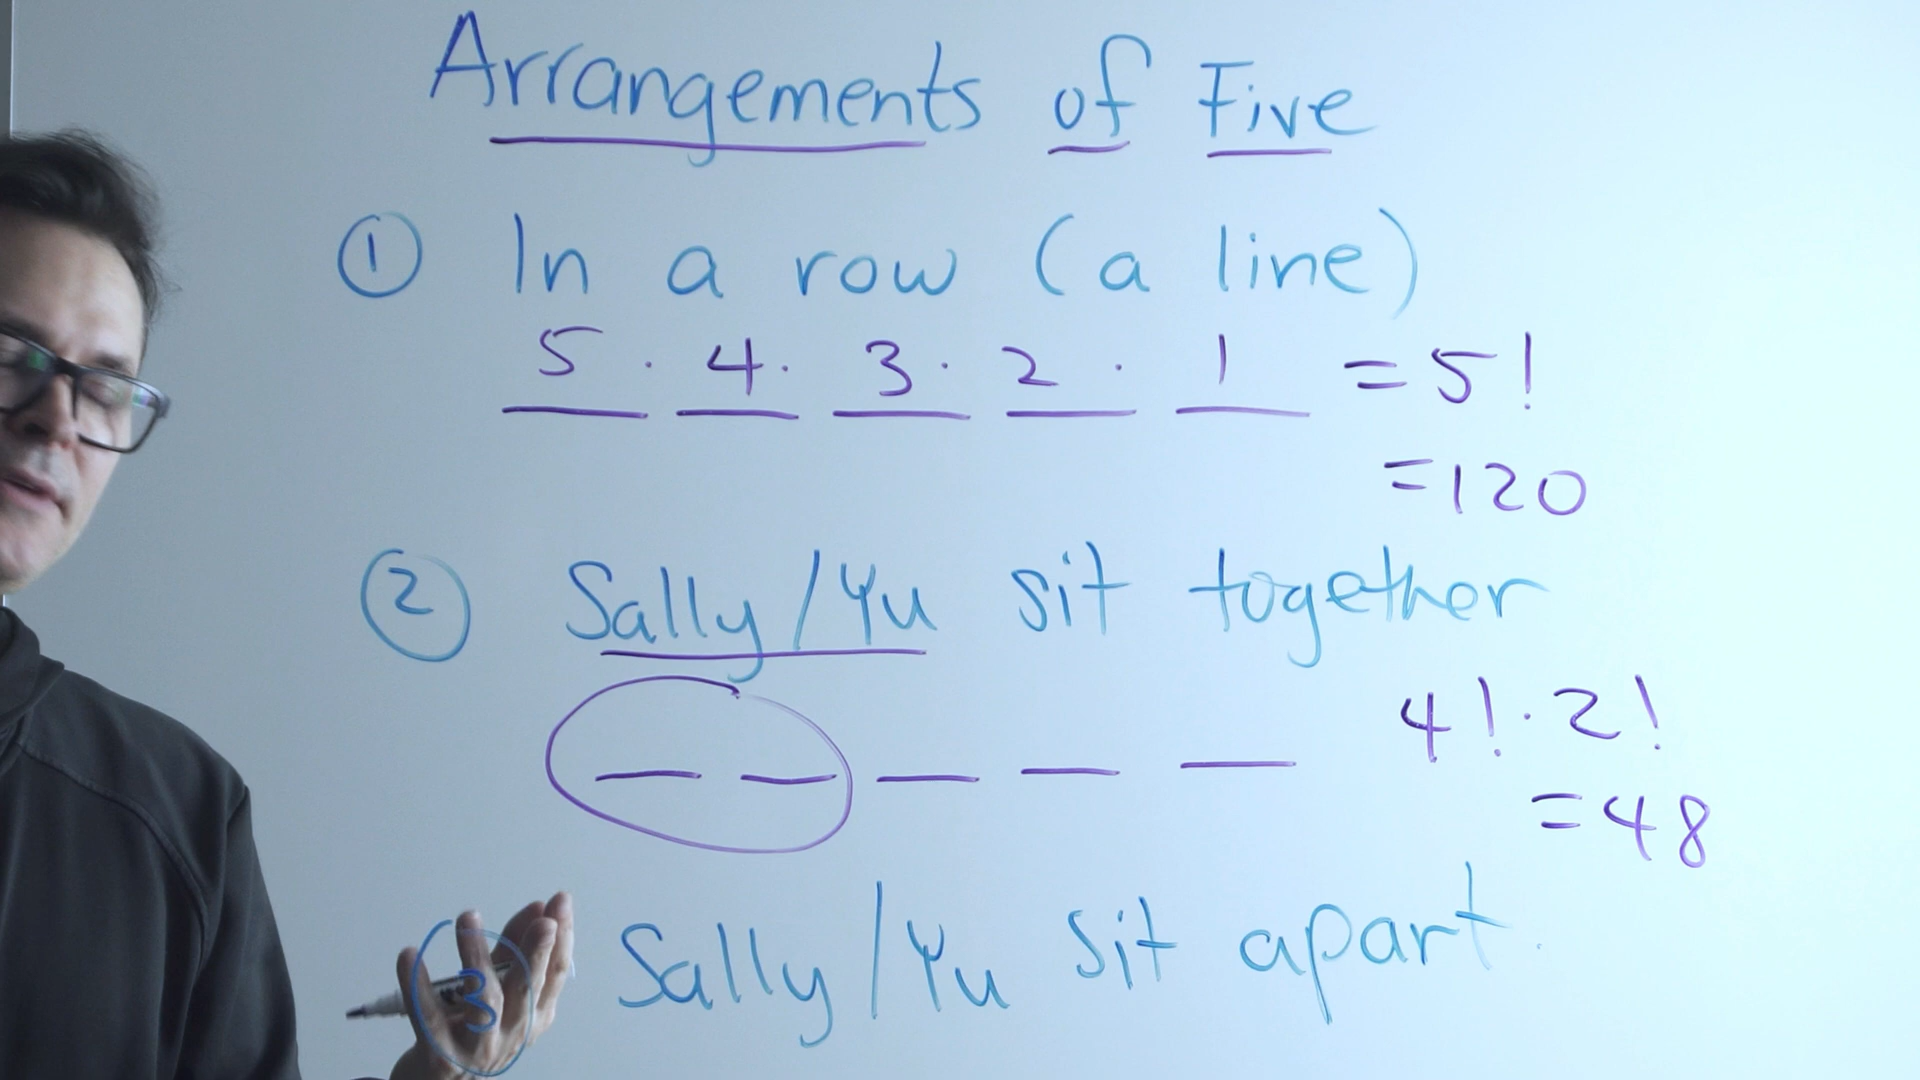 Arrangements of Five
① In a row (a line)
5 · 4 · 3 · 2 · 1 = 5!
= 120
② Sally/Yu sit together
4! · 2!
= 48
③ Sally/Yu sit apart.